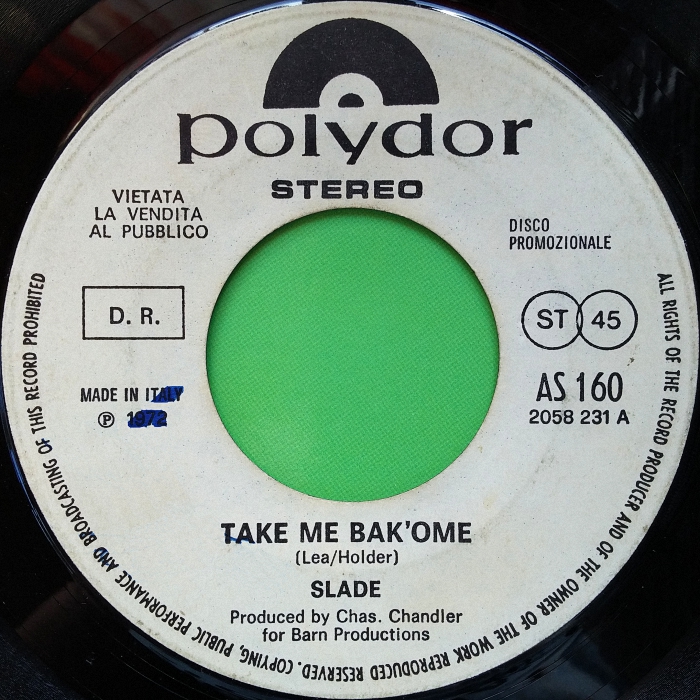 polydor
STEREO
VIETATA
LA VENDITA
AL PUBBLICO
DISCO
PROMOZIONALE
D. R.
ST 45
MADE IN ITALY
℗ 1972
AS 160
2058 231 A
TAKE ME BAK'OME
(Lea/Holder)
SLADE
Produced by Chas. Chandler
for Barn Productions
ALL RIGHTS OF THE RECORD PRODUCER AND OF THE OWNER OF THE WORK REPRODUCED RESERVED. COPYING, PUBLIC PERFORMANCE AND BROADCASTING OF THIS RECORD PROHIBITED